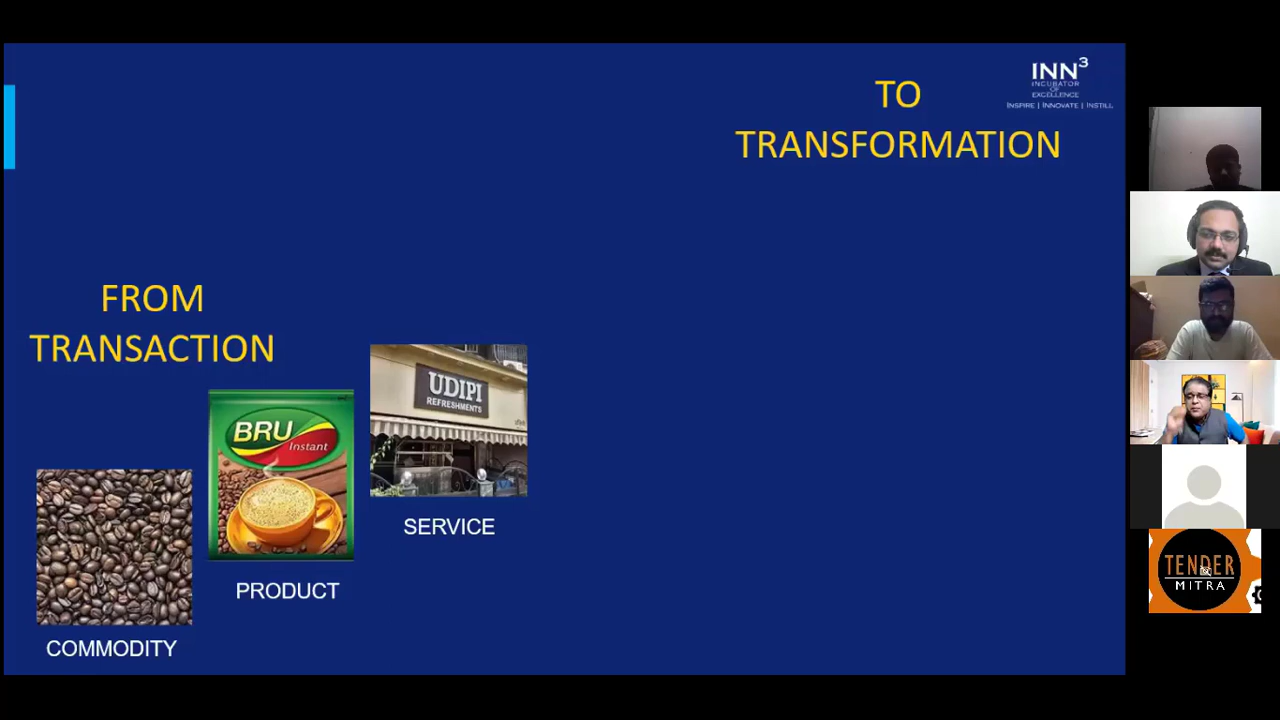 INN³
INCUBATOR
OF
EXCELLENCE
INSPIRE | INNOVATE | INSTILL
TO
TRANSFORMATION
FROM
TRANSACTION
UDIPI
REFRESHMENTS
BRU
Instant
SERVICE
PRODUCT
COMMODITY
TENDER
MITRA